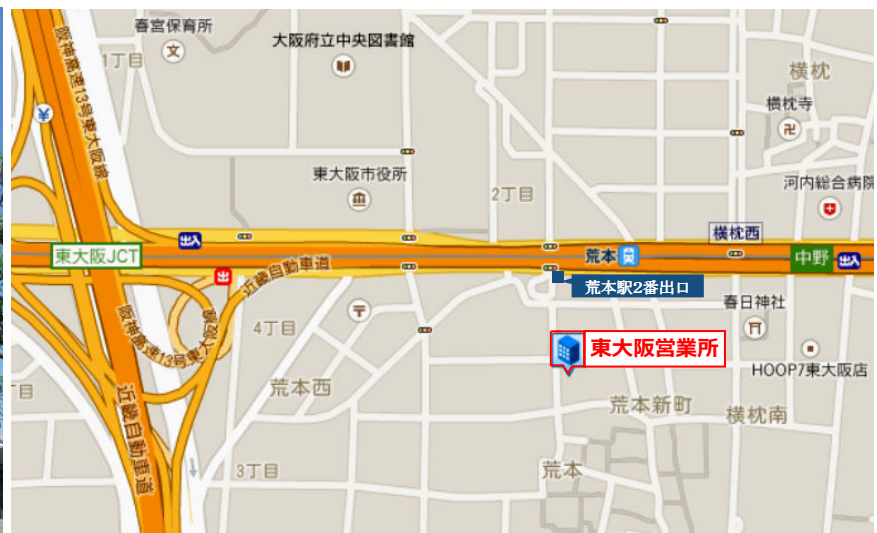 春宮保育所
大阪府立中央図書館
阪神高速13号東大阪線
1丁目
横枕
横枕寺
東大阪市役所
2丁目
河内総合病院
出入
横枕西
荒本
東大阪JCT
中野
出入
出
近畿自動車道
荒本駅2番出口
春日神社
阪神高速13号東大阪線
4丁目
東大阪営業所
HOOP7東大阪店
丁目
荒本西
近畿自動車道
荒本新町
横枕南
3丁目
荒本